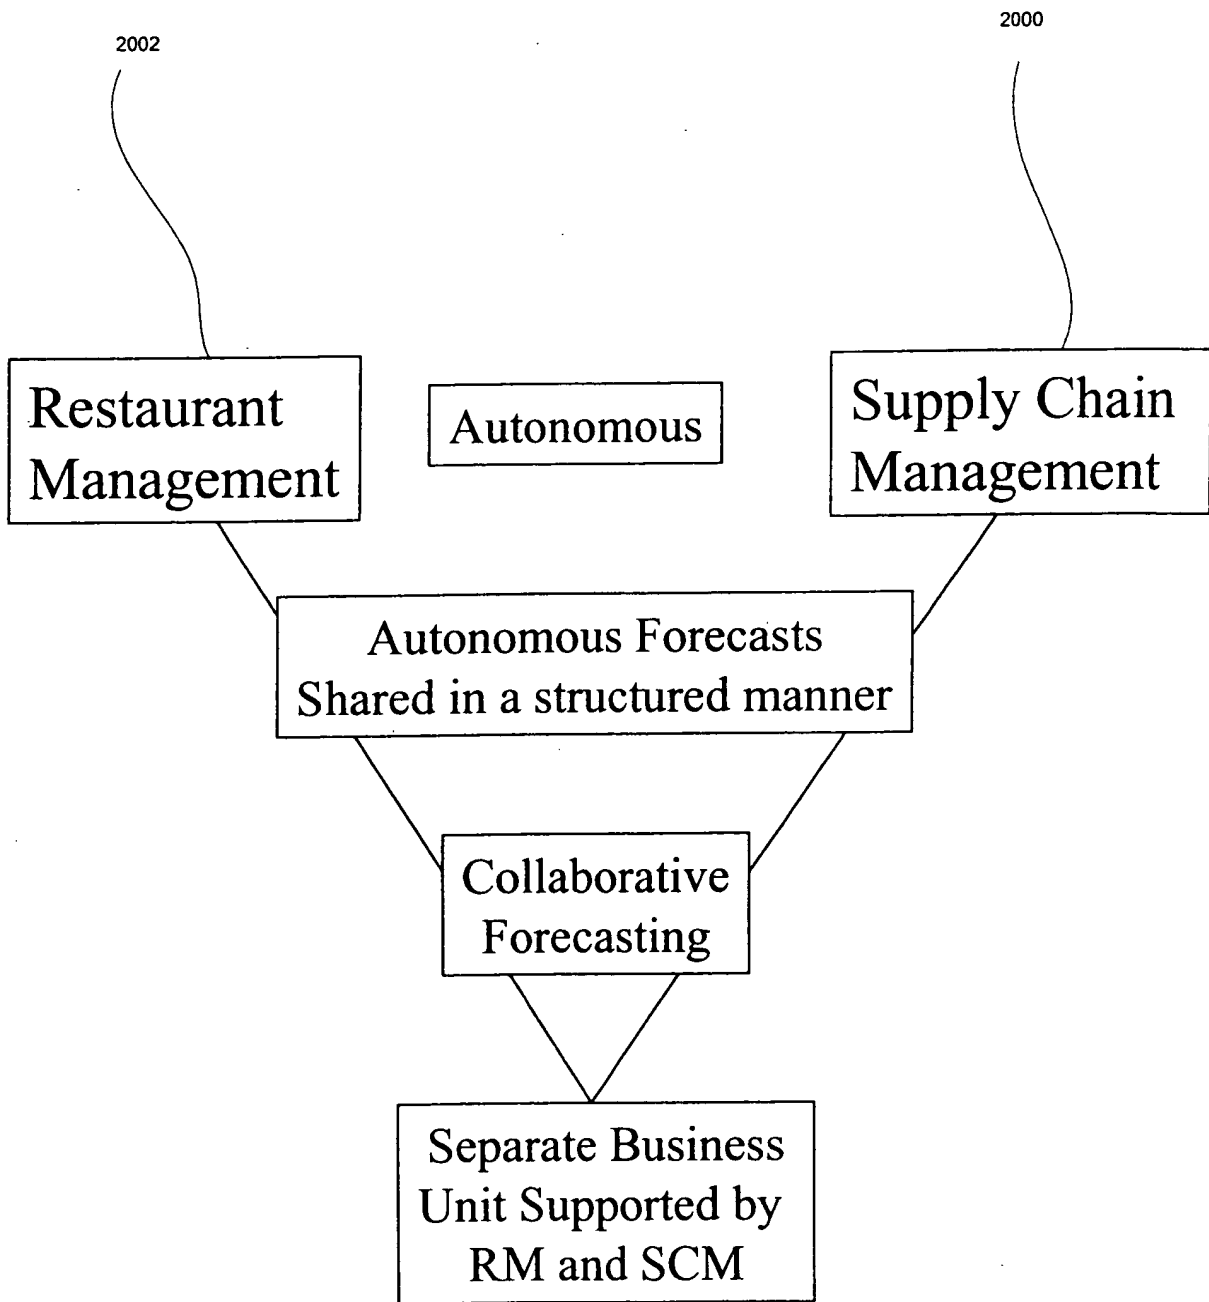 2002
2000
Restaurant
Management
Autonomous
Supply Chain
Management
Autonomous Forecasts
Shared in a structured manner
Collaborative
Forecasting
Separate Business
Unit Supported by
RM and SCM